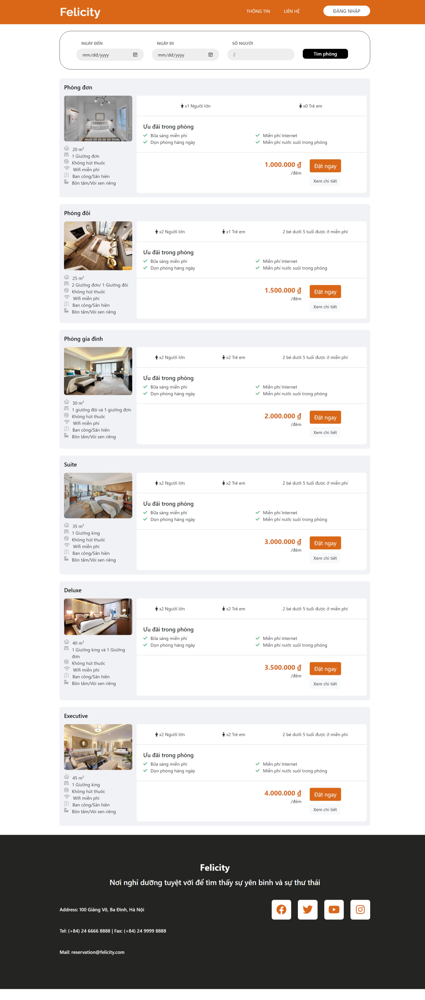 Felicity
THÔNG TIN
LIÊN HỆ
ĐĂNG NHẬP
NGÀY ĐẾN
NGÀY ĐI
SỐ NGƯỜI
mm/dd/yyyy
mm/dd/yyyy
2
Tìm phòng
Phòng đơn
x1 Người lớn
x0 Trẻ em
Ưu đãi trong phòng
Bữa sáng miễn phí
Miễn phí Internet
Dọn phòng hàng ngày
Miễn phí nước suối trong phòng
20 m²
1 Giường đơn
Không hút thuốc
Wifi miễn phí
Ban công/Sân hiên
Bồn tắm/Vòi sen riêng
1.000.000 ₫
/đêm
Đặt ngay
Xem chi tiết
Phòng đôi
x2 Người lớn
x1 Trẻ em
2 bé dưới 5 tuổi được ở miễn phí
Ưu đãi trong phòng
Bữa sáng miễn phí
Miễn phí Internet
Dọn phòng hàng ngày
Miễn phí nước suối trong phòng
25 m²
2 Giường đơn/ 1 Giường đôi
Không hút thuốc
Wifi miễn phí
Ban công/Sân hiên
Bồn tắm/Vòi sen riêng
1.500.000 ₫
/đêm
Đặt ngay
Xem chi tiết
Phòng gia đình
x2 Người lớn
x2 Trẻ em
2 bé dưới 5 tuổi được ở miễn phí
Ưu đãi trong phòng
Bữa sáng miễn phí
Miễn phí Internet
Dọn phòng hàng ngày
Miễn phí nước suối trong phòng
30 m²
1 giường đôi và 1 giường đơn
Không hút thuốc
Wifi miễn phí
Ban công/Sân hiên
Bồn tắm/Vòi sen riêng
2.000.000 ₫
/đêm
Đặt ngay
Xem chi tiết
Suite
x2 Người lớn
x2 Trẻ em
2 bé dưới 5 tuổi được ở miễn phí
Ưu đãi trong phòng
Bữa sáng miễn phí
Miễn phí Internet
Dọn phòng hàng ngày
Miễn phí nước suối trong phòng
35 m²
1 Giường king
Không hút thuốc
Wifi miễn phí
Ban công/Sân hiên
Bồn tắm/Vòi sen riêng
3.000.000 ₫
/đêm
Đặt ngay
Xem chi tiết
Deluxe
x2 Người lớn
x2 Trẻ em
2 bé dưới 5 tuổi được ở miễn phí
Ưu đãi trong phòng
Bữa sáng miễn phí
Miễn phí Internet
Dọn phòng hàng ngày
Miễn phí nước suối trong phòng
40 m²
1 Giường king và 1 Giường
đơn
Không hút thuốc
Wifi miễn phí
Ban công/Sân hiên
Bồn tắm/Vòi sen riêng
3.500.000 ₫
/đêm
Đặt ngay
Xem chi tiết
Executive
x2 Người lớn
x2 Trẻ em
2 bé dưới 5 tuổi được ở miễn phí
Ưu đãi trong phòng
Bữa sáng miễn phí
Miễn phí Internet
Dọn phòng hàng ngày
Miễn phí nước suối trong phòng
45 m²
1 Giường king
Không hút thuốc
Wifi miễn phí
Ban công/Sân hiên
Bồn tắm/Vòi sen riêng
4.000.000 ₫
/đêm
Đặt ngay
Xem chi tiết
Felicity
Nơi nghỉ dưỡng tuyệt vời để tìm thấy sự yên bình và sự thư thái
Address: 100 Giảng Võ, Ba Đình, Hà Nội
Tel: (+84) 24 6666 8888 | Fax: (+84) 24 9999 8888
Mail: reservation@felicity.com